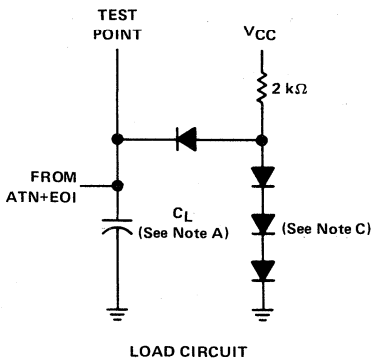 TEST
POINT
VCC
2 kΩ
FROM
ATN+EOI
CL
(See Note A)
(See Note C)
LOAD CIRCUIT